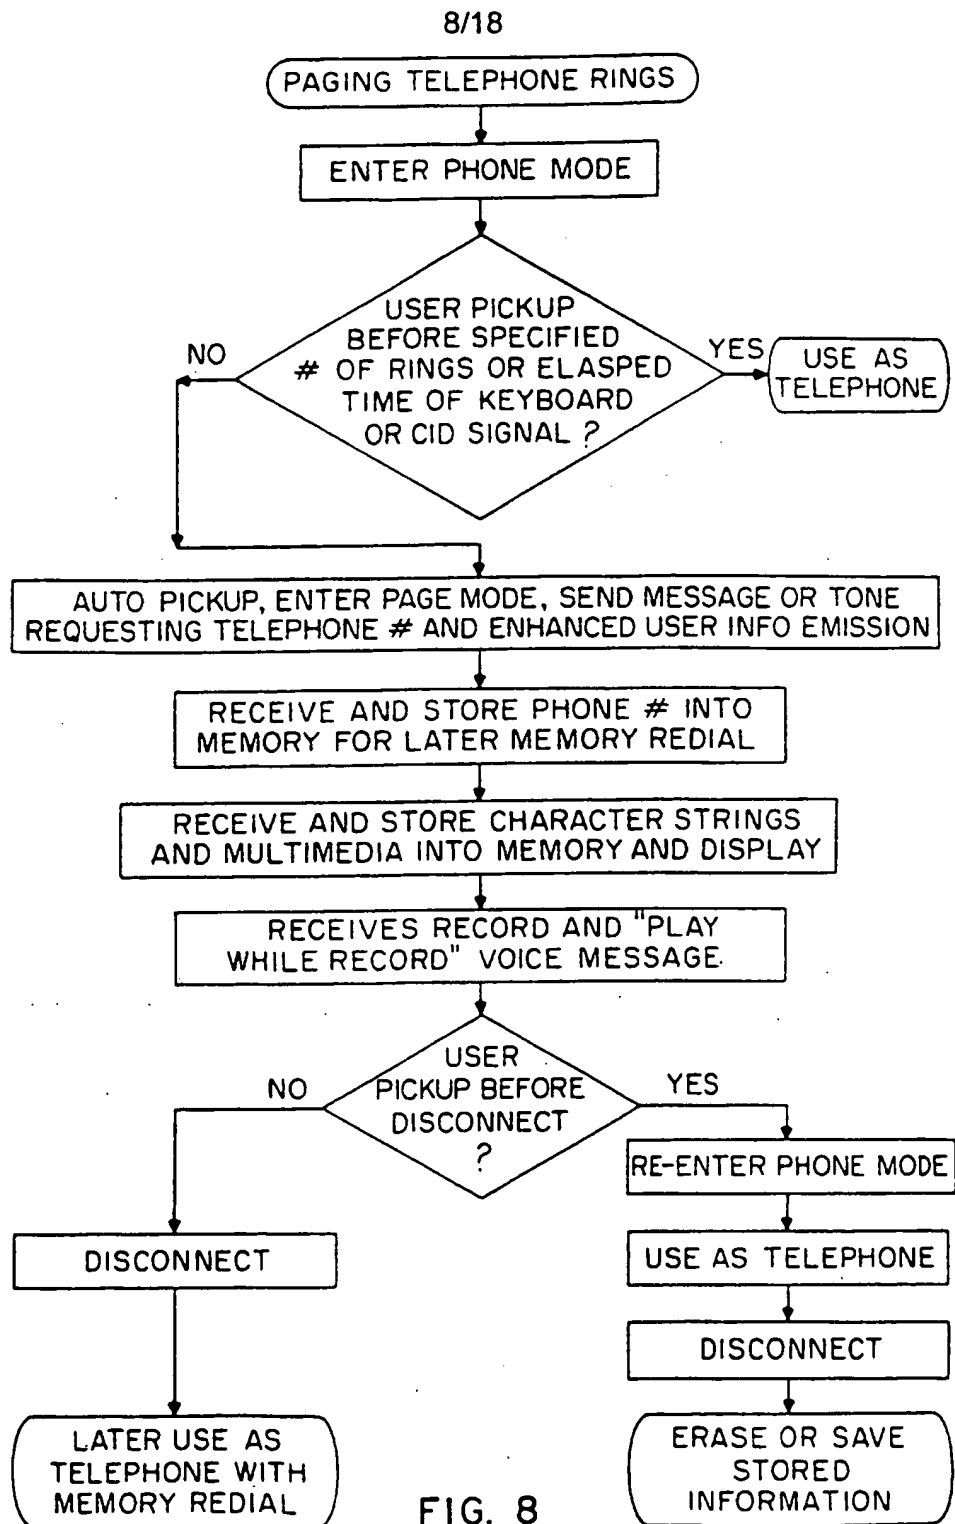 8/18
PAGING TELEPHONE RINGS
ENTER PHONE MODE
USER PICKUP
BEFORE SPECIFIED
# OF RINGS OR ELASPED
TIME OF KEYBOARD
OR CID SIGNAL ?
NO
YES
USE AS
TELEPHONE
AUTO PICKUP, ENTER PAGE MODE, SEND MESSAGE OR TONE
REQUESTING TELEPHONE # AND ENHANCED USER INFO EMISSION
RECEIVE AND STORE PHONE # INTO
MEMORY FOR LATER MEMORY REDIAL
RECEIVE AND STORE CHARACTER STRINGS
AND MULTIMEDIA INTO MEMORY AND DISPLAY
RECEIVES RECORD AND "PLAY
WHILE RECORD" VOICE MESSAGE.
USER
PICKUP BEFORE
DISCONNECT
?
NO
YES
RE-ENTER PHONE MODE
DISCONNECT
USE AS TELEPHONE
DISCONNECT
LATER USE AS
TELEPHONE WITH
MEMORY REDIAL
ERASE OR SAVE
STORED
INFORMATION
FIG. 8